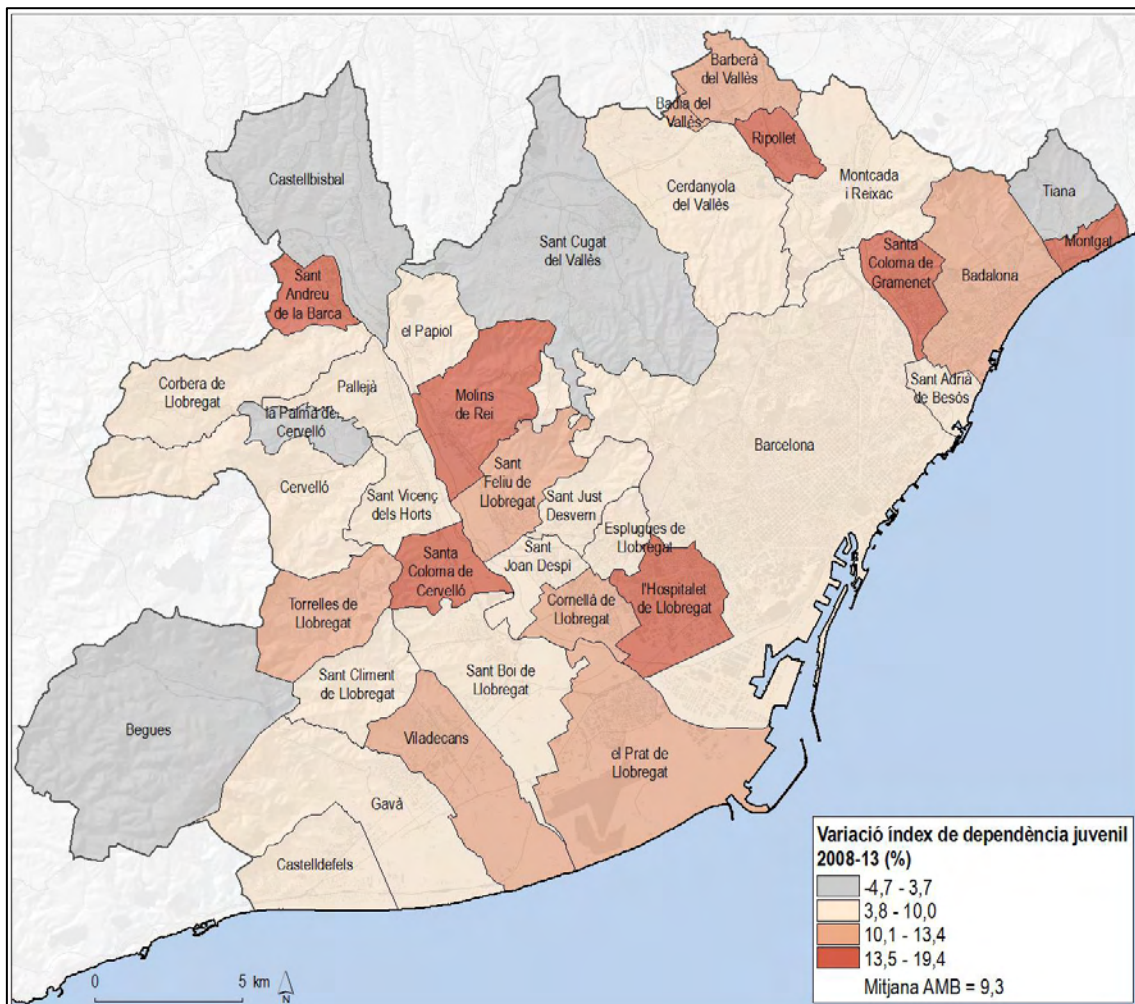 Barberà
del Vallès
Badia del
Vallès
Ripollet
Castellbisbal
Cerdanyola
del Vallès
Montcada
i Reixac
Tiana
Sant Cugat
del Vallès
Montgat
Santa
Coloma de
Gramenet
Badalona
Sant
Andreu
de la Barca
el Papiol
Corbera de
Llobregat
Pallejà
Molins
de Rei
Sant Adrià
de Besòs
la Palma de
Cervelló
Barcelona
Cervelló
Sant
Feliu de
Llobregat
Sant Vicenç
dels Horts
Sant Just
Desvern
Esplugues de
Llobregat
Santa
Coloma de
Cervelló
Sant
Joan Despí
Torrelles de
Llobregat
Cornellà de
Llobregat
l'Hospitalet
de Llobregat
Sant Climent
de Llobregat
Sant Boi de
Llobregat
Begues
Viladecans
el Prat de
Llobregat
Gavà
Castelldefels
Variació índex de dependència juvenil
2008-13 (%)
-4,7 - 3,7
3,8 - 10,0
10,1 - 13,4
13,5 - 19,4
Mitjana AMB = 9,3
0 5 km
N